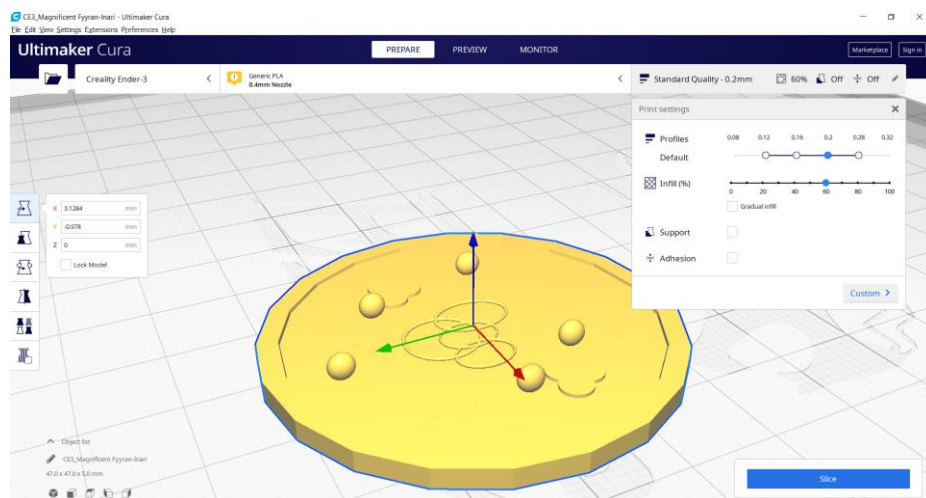 CE3_Magnificent Fyyran-Inari - Ultimaker Cura
File Edit View Settings Extensions Preferences Help
Ultimaker Cura
PREPARE PREVIEW MONITOR
Marketplace Sign in
Creality Ender-3
Generic PLA
0.4mm Nozzle
Standard Quality - 0.2mm 60% Off Off
Print settings
Profiles 0.08 0.12 0.16 0.2 0.28 0.32
Default
Infill (%)
0 20 40 60 80 100
Gradual infill
Support
Adhesion
Custom
X 3.1284 mm
Y -0.978 mm
Z 0 mm
Lock Model
Object list
CE3_Magnificent Fyyran-Inari
47.0 x 47.0 x 5.0 mm
Slice